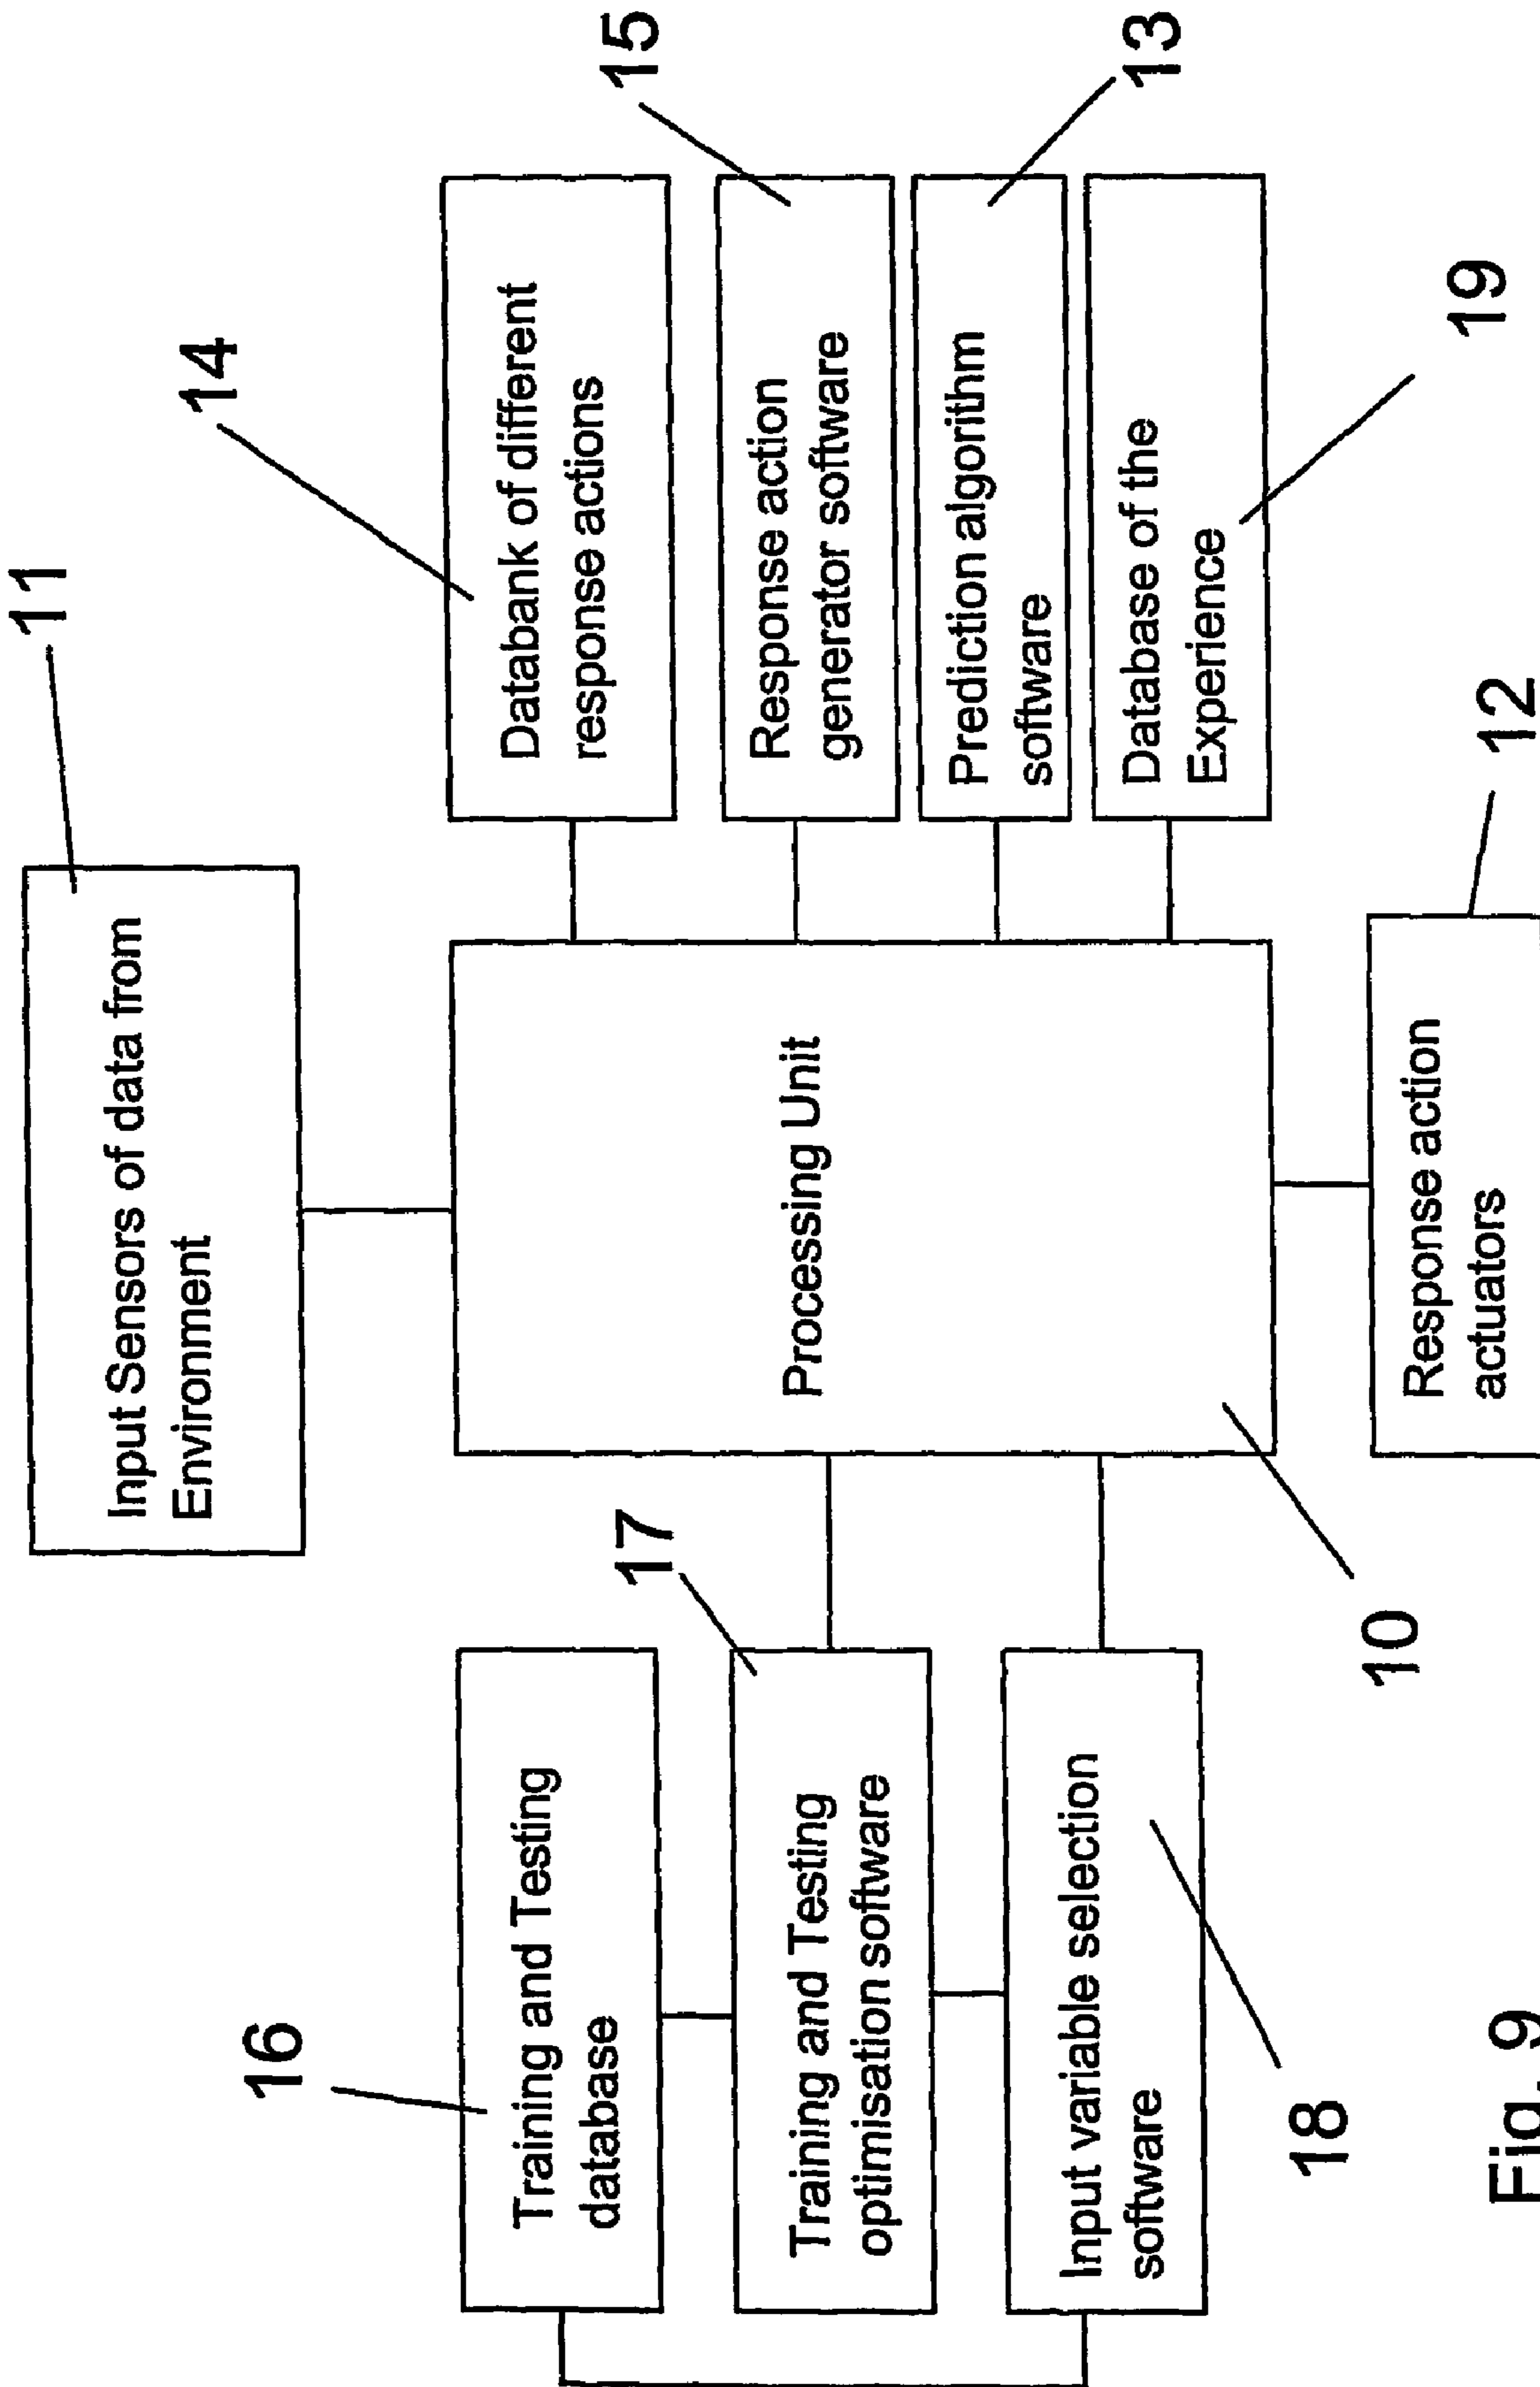 11
Input Sensors of data from
Environment
14
Databank of different
response actions
15
Response action
generator software
13
Prediction algorithm
software
19
Database of the
Experience
Processing Unit
10
16
Training and Testing
database
17
Training and Testing
optimisation software
18
Input variable selection
software
12
Response action
actuators
Fig. 9